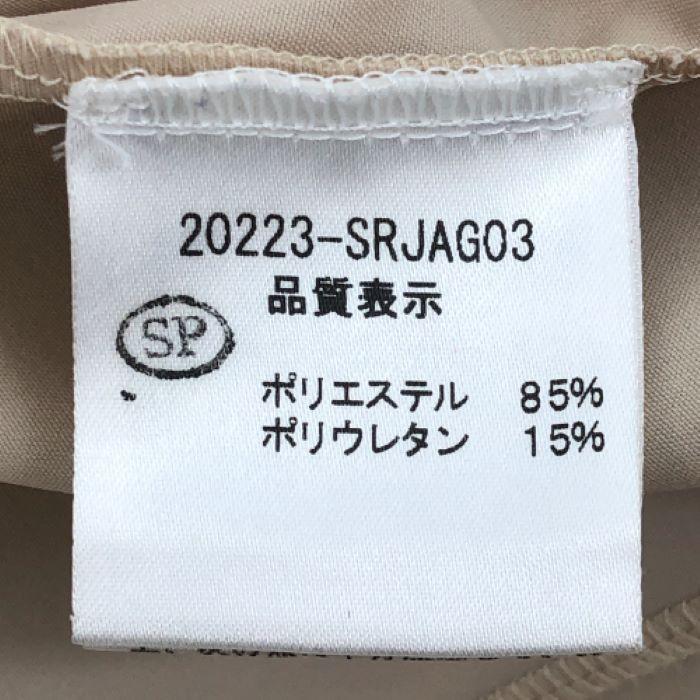 20223-SRJAG03
品質表示
SP
ポリエステル 85%
ポリウレタン 15%